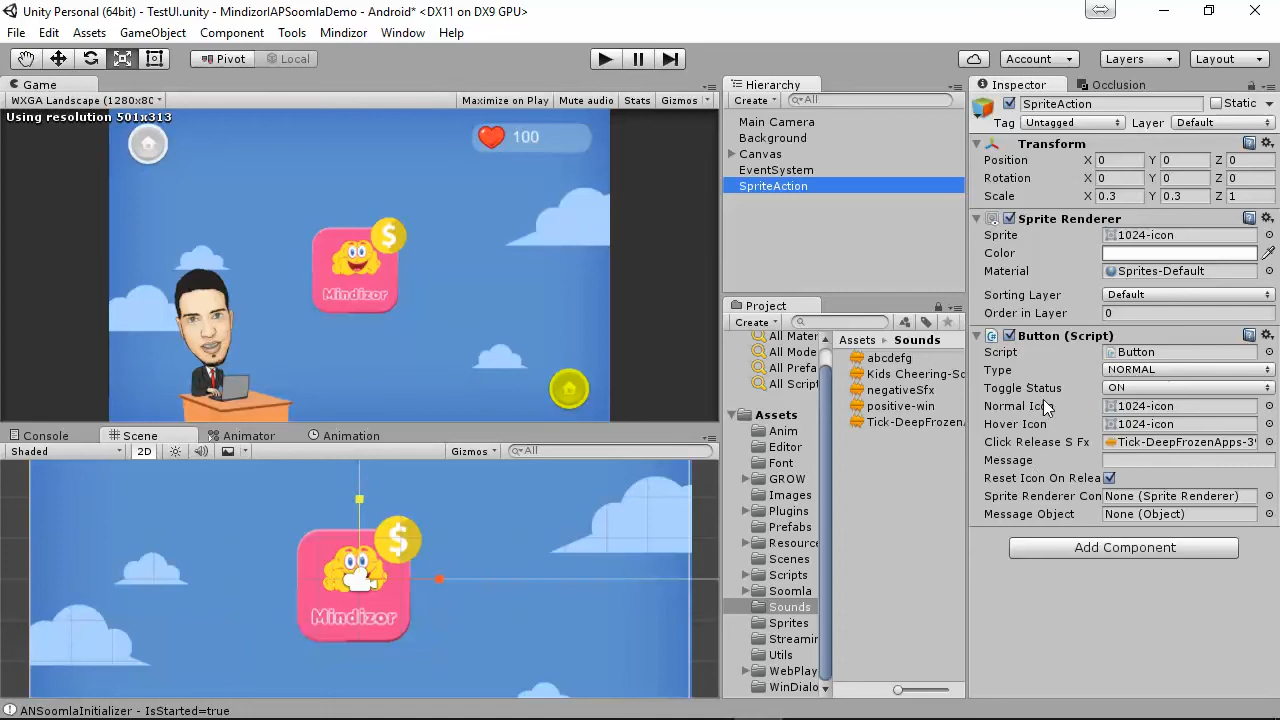 Unity Personal (64bit) - TestUI.unity - MindizorIAPSoomlaDemo - Android* <DX11 on DX9 GPU>
File Edit Assets GameObject Component Tools Mindizor Window Help
Pivot Local Account Layers Layout
Game
WXGA Landscape (1280x80 Maximize on Play Mute audio Stats Gizmos
Using resolution 501x313
100
$
Mindizor
Console Scene Animator Animation
Shaded 2D Gizmos All
$
Mindizor
ANSoomlaInitializer - IsStarted=true
Hierarchy
Create All
Main Camera
Background
Canvas
EventSystem
SpriteAction
Project
Create
All Mater
All Mode
All Prefa
All Script
Assets
Anim
Editor
Font
GROW
Images
Plugins
Prefabs
Resource
Scenes
Scripts
Soomla
Sounds
Sprites
Streamin
Utils
WebPlay
WinDialo
Assets Sounds
abcdefg
Kids Cheering-So
negativeSfx
positive-win
Tick-DeepFrozenA
Inspector Occlusion
SpriteAction Static
Tag Untagged Layer Default
Transform
Position X 0 Y 0 Z 0
Rotation X 0 Y 0 Z 0
Scale X 0.3 Y 0.3 Z 1
Sprite Renderer
Sprite 1024-icon
Color
Material Sprites-Default
Sorting Layer Default
Order in Layer 0
Button (Script)
Script Button
Type NORMAL
Toggle Status ON
Normal Icon 1024-icon
Hover Icon 1024-icon
Click Release S Fx Tick-DeepFrozenApps-3
Message
Reset Icon On Relea
Sprite Renderer Con None (Sprite Renderer)
Message Object None (Object)
Add Component